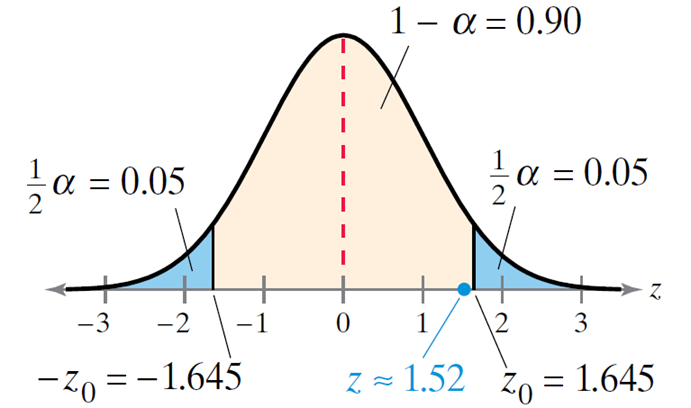 1 − α = 0.90
½α = 0.05
½α = 0.05
−3 −2 −1 0 1 2 3 z
−z₀ = −1.645
z ≈ 1.52
z₀ = 1.645